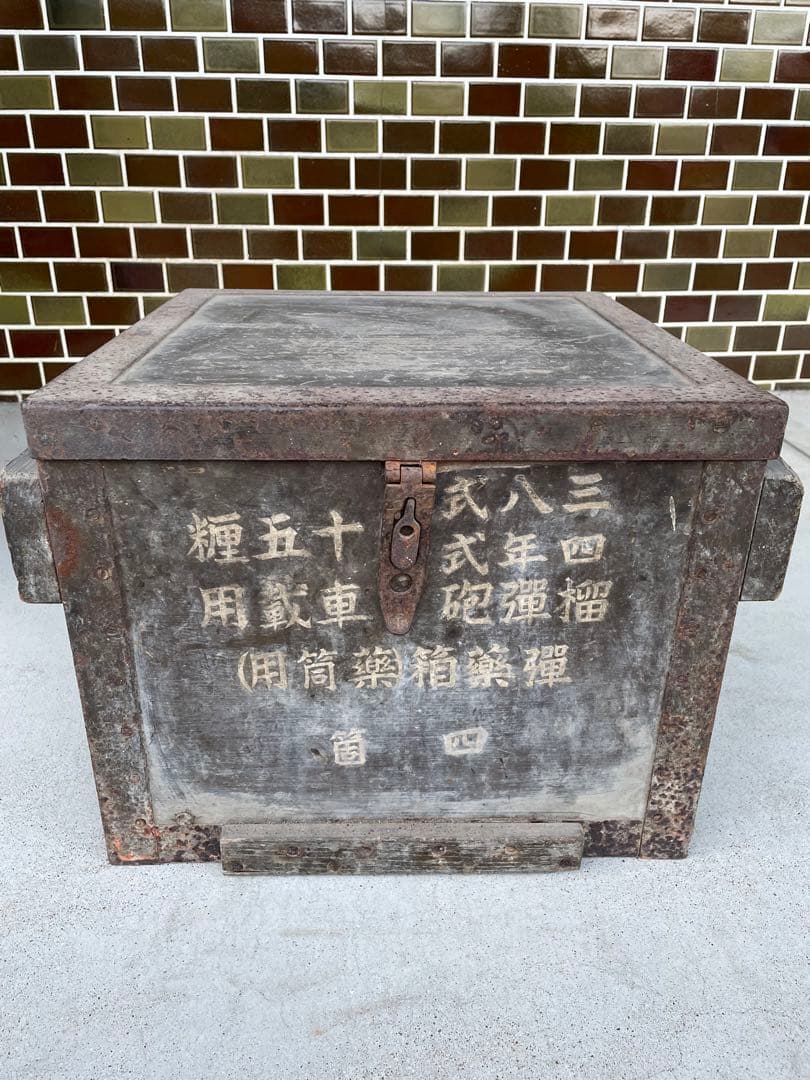 三八式
四年式十五糎
榴彈砲車載用
彈藥箱(藥筒用)
四箇